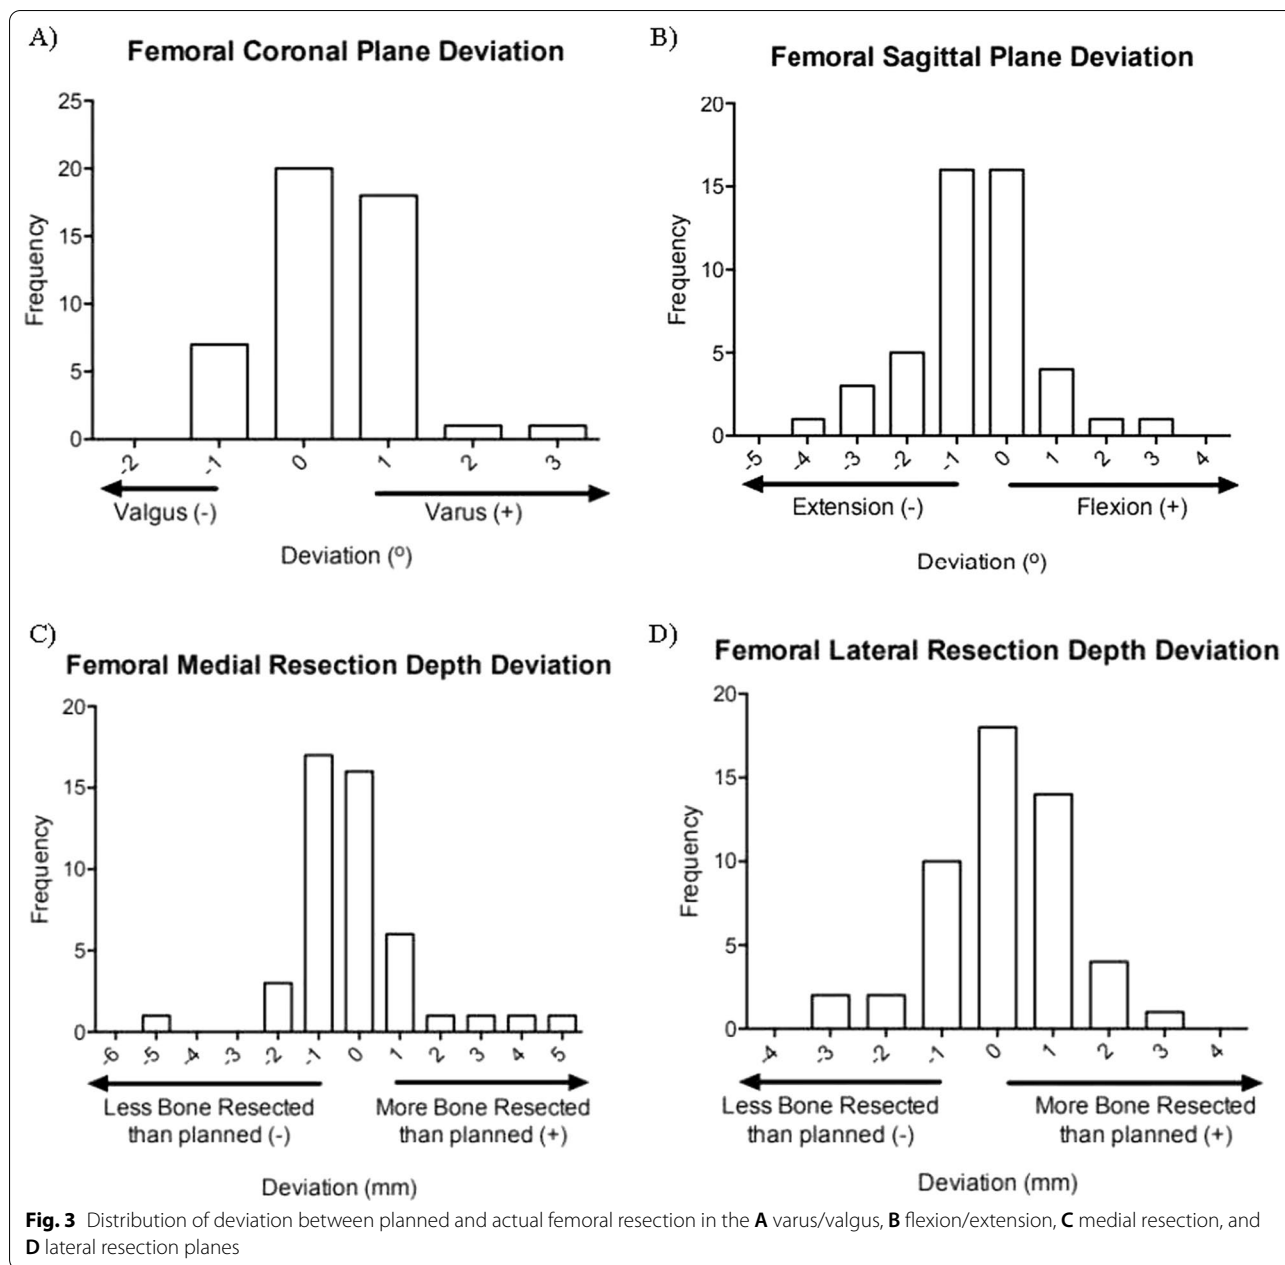 A)
Femoral Coronal Plane Deviation
25
20
15
10
5
0
Frequency
-2 -1 0 1 2 3
Valgus (-) Varus (+)
Deviation (º)
B)
Femoral Sagittal Plane Deviation
20
15
10
5
0
Frequency
-5 -4 -3 -2 -1 0 1 2 3 4
Extension (-) Flexion (+)
Deviation (º)
C)
Femoral Medial Resection Depth Deviation
20
15
10
5
0
Frequency
-6 -5 -4 -3 -2 -1 0 1 2 3 4 5
Less Bone Resected More Bone Resected
than planned (-) than planned (+)
Deviation (mm)
D)
Femoral Lateral Resection Depth Deviation
20
15
10
5
0
Frequency
-4 -3 -2 -1 0 1 2 3 4
Less Bone Resected More Bone Resected
than planned (-) than planned (+)
Deviation (mm)
Fig. 3 Distribution of deviation between planned and actual femoral resection in the A varus/valgus, B flexion/extension, C medial resection, and
D lateral resection planes